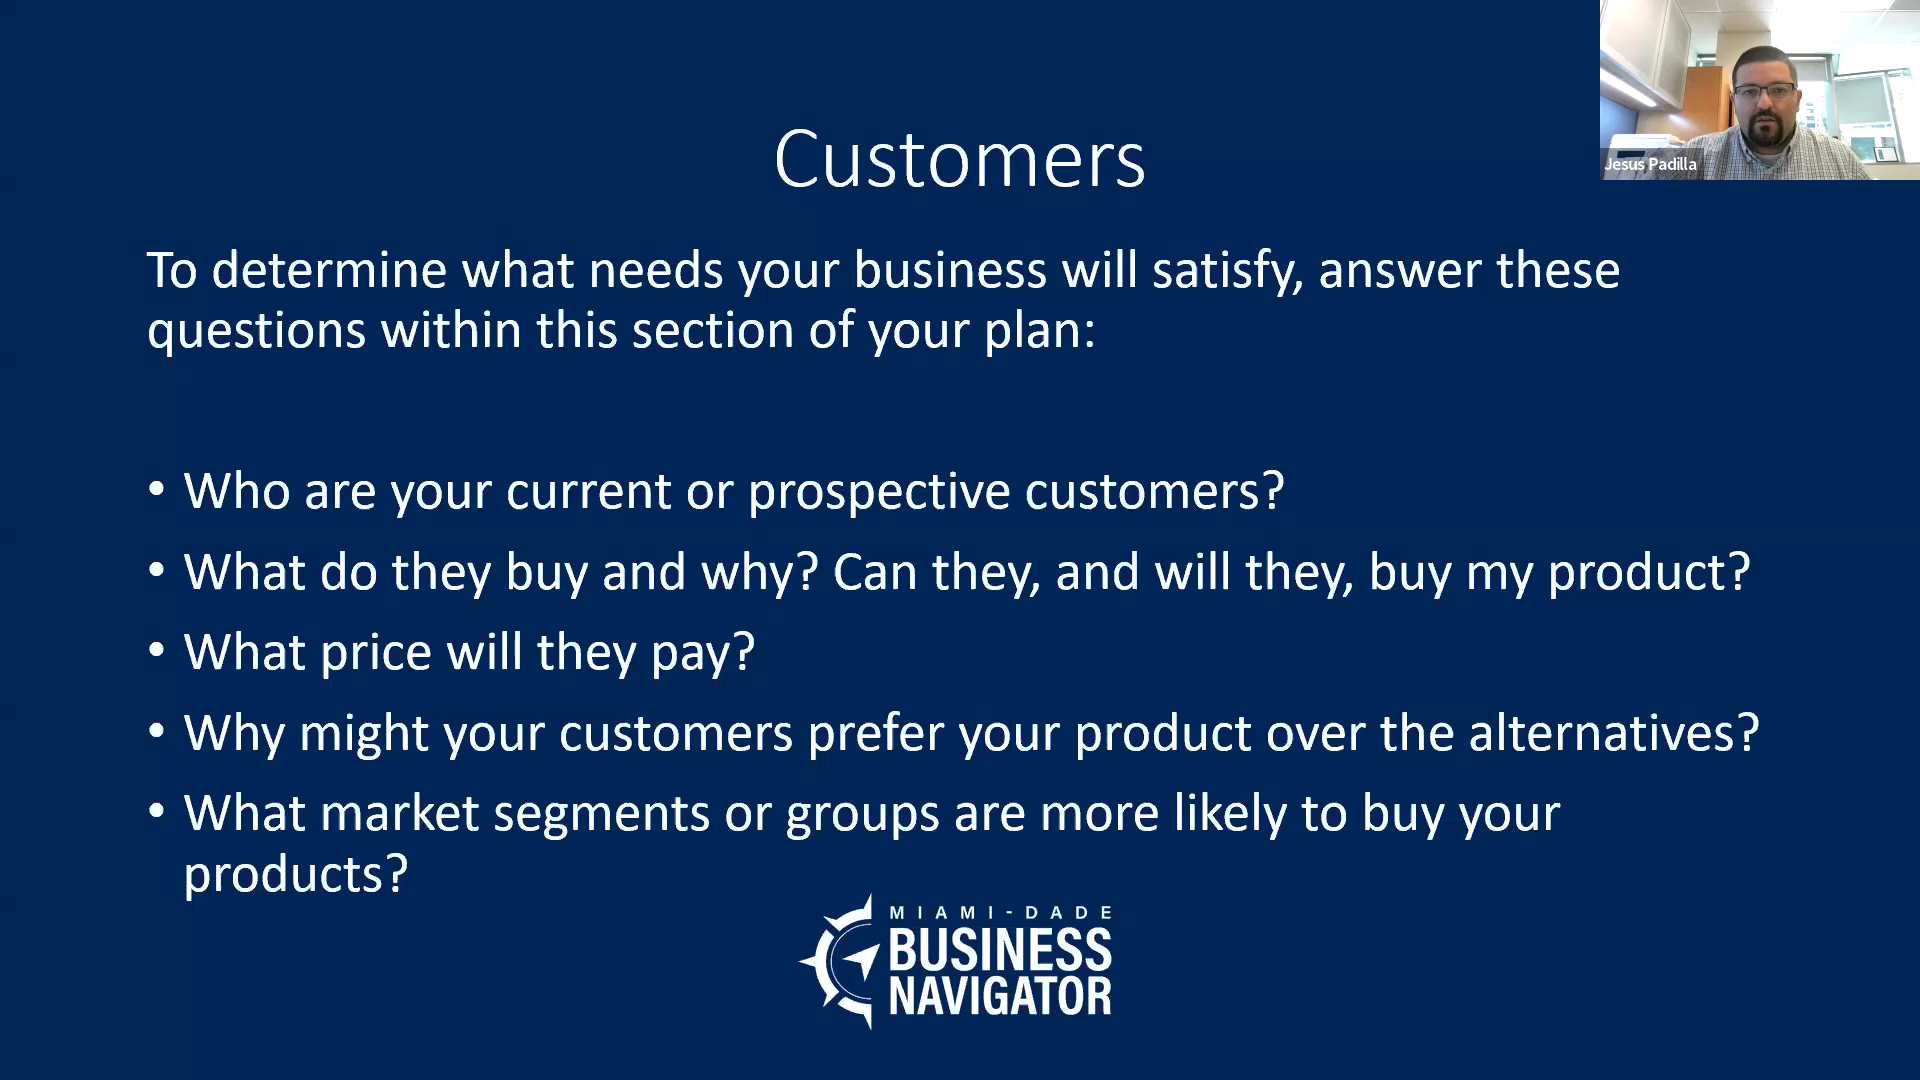 Jesus Padilla
Customers
To determine what needs your business will satisfy, answer these
questions within this section of your plan:
• Who are your current or prospective customers?
• What do they buy and why? Can they, and will they, buy my product?
• What price will they pay?
• Why might your customers prefer your product over the alternatives?
• What market segments or groups are more likely to buy your
products?
MIAMI-DADE
BUSINESS
NAVIGATOR